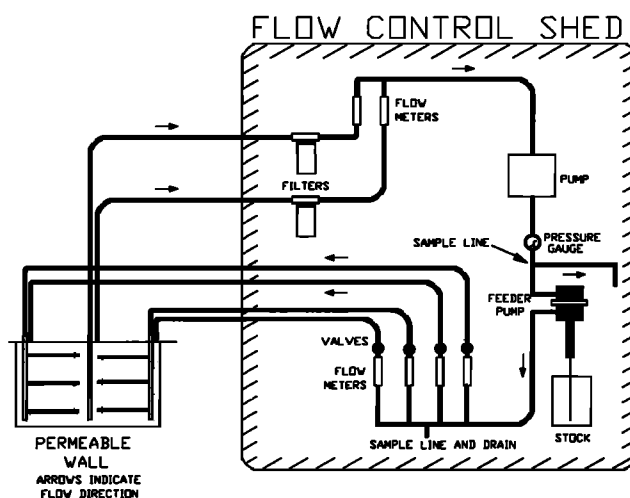 FLOW CONTROL SHED
FLOW
METERS
FILTERS
PUMP
PRESSURE
GAUGE
SAMPLE LINE
FEEDER
PUMP
VALVES
FLOW
METERS
SAMPLE LINE AND DRAIN
STOCK
PERMEABLE
WALL
ARROWS INDICATE
FLOW DIRECTION